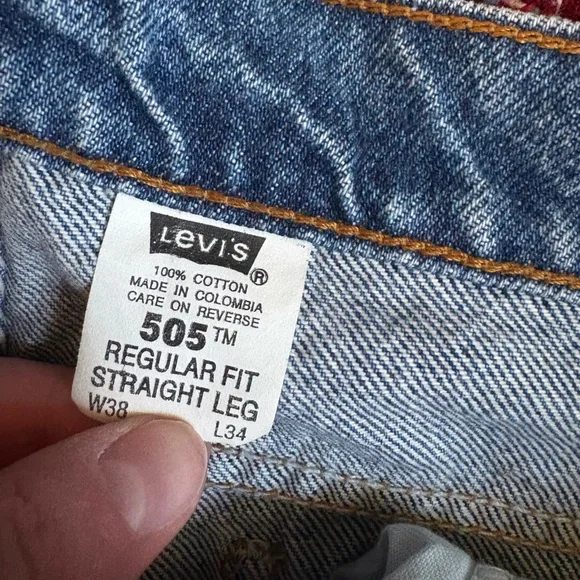 Levi's ®
100% COTTON
MADE IN COLOMBIA
CARE ON REVERSE
505™
REGULAR FIT
STRAIGHT LEG
W38 L34